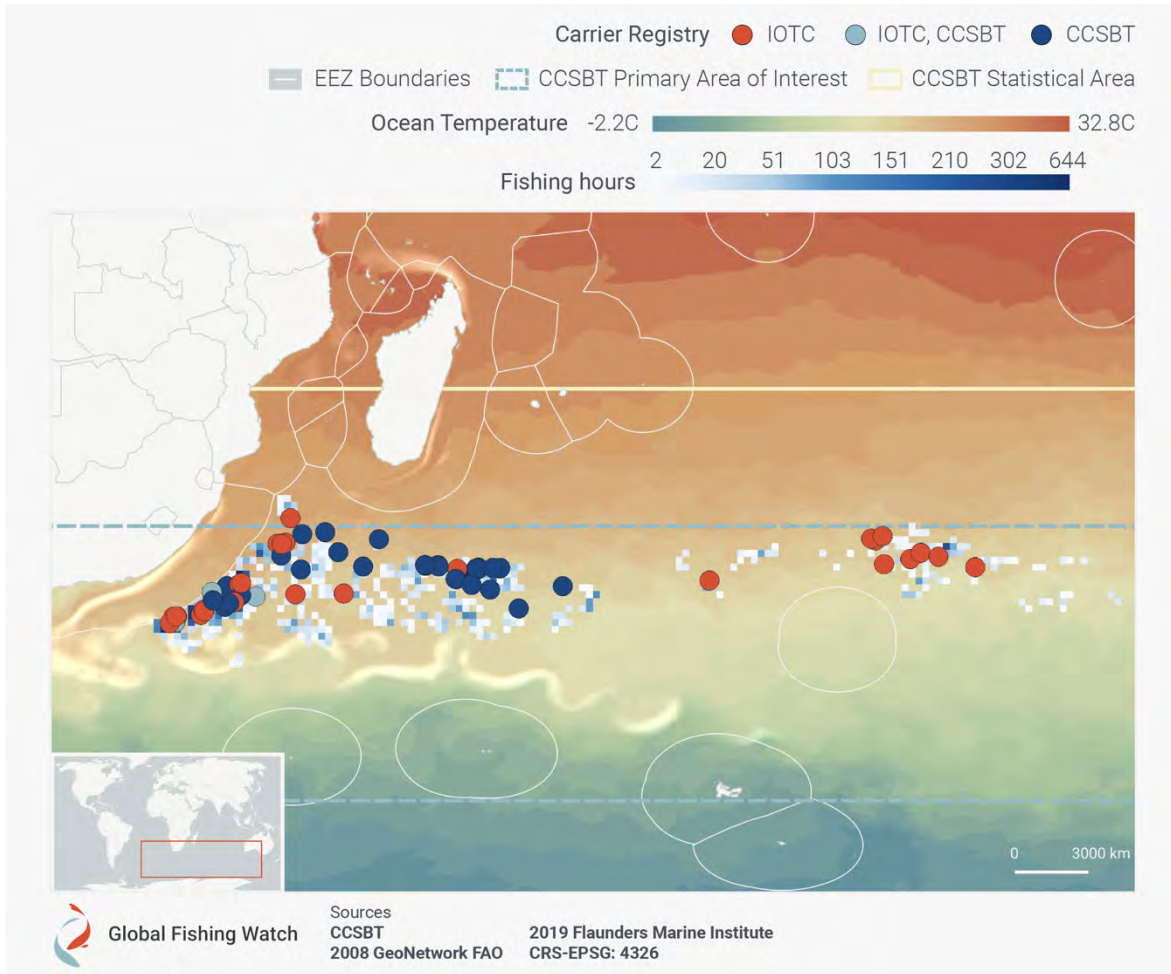 Carrier Registry IOTC IOTC, CCSBT CCSBT
EEZ Boundaries CCSBT Primary Area of Interest CCSBT Statistical Area
Ocean Temperature -2.2C 32.8C
2 20 51 103 151 210 302 644
Fishing hours
0 3000 km
Global Fishing Watch
Sources
CCSBT 2019 Flaunders Marine Institute
2008 GeoNetwork FAO CRS-EPSG: 4326